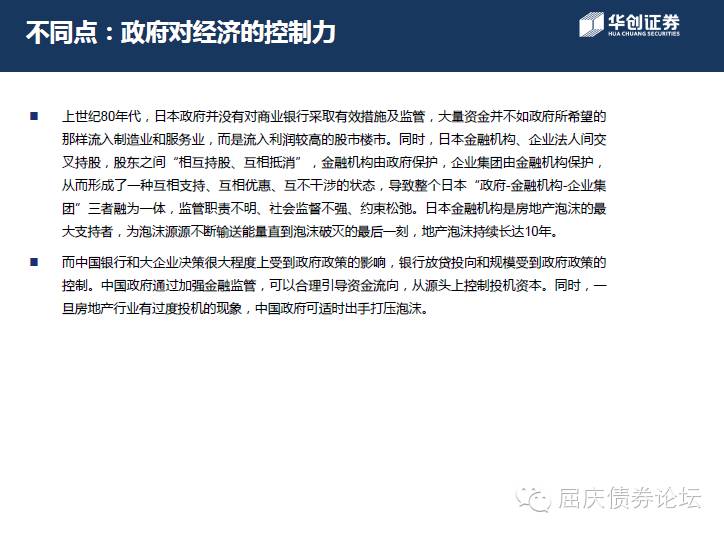 不同点：政府对经济的控制力
华创证券
HUA CHUANG SECURITIES
上世纪80年代，日本政府并没有对商业银行采取有效措施及监管，大量资金并不如政府所希望的
那样流入制造业和服务业，而是流入利润较高的股市楼市。同时，日本金融机构、企业法人间交
叉持股，股东之间“相互持股、互相抵消”，金融机构由政府保护，企业集团由金融机构保护，
从而形成了一种互相支持、互相优惠、互不干涉的状态，导致整个日本“政府-金融机构-企业集
团”三者融为一体，监管职责不明、社会监督不强、约束松弛。日本金融机构是房地产泡沫的最
大支持者，为泡沫源源不断输送能量直到泡沫破灭的最后一刻，地产泡沫持续长达10年。
而中国银行和大企业决策很大程度上受到政府政策的影响，银行放贷投向和规模受到政府政策的
控制。中国政府通过加强金融监管，可以合理引导资金流向，从源头上控制投机资本。同时，一
旦房地产行业有过度投机的现象，中国政府可适时出手打压泡沫。
屈庆债券论坛